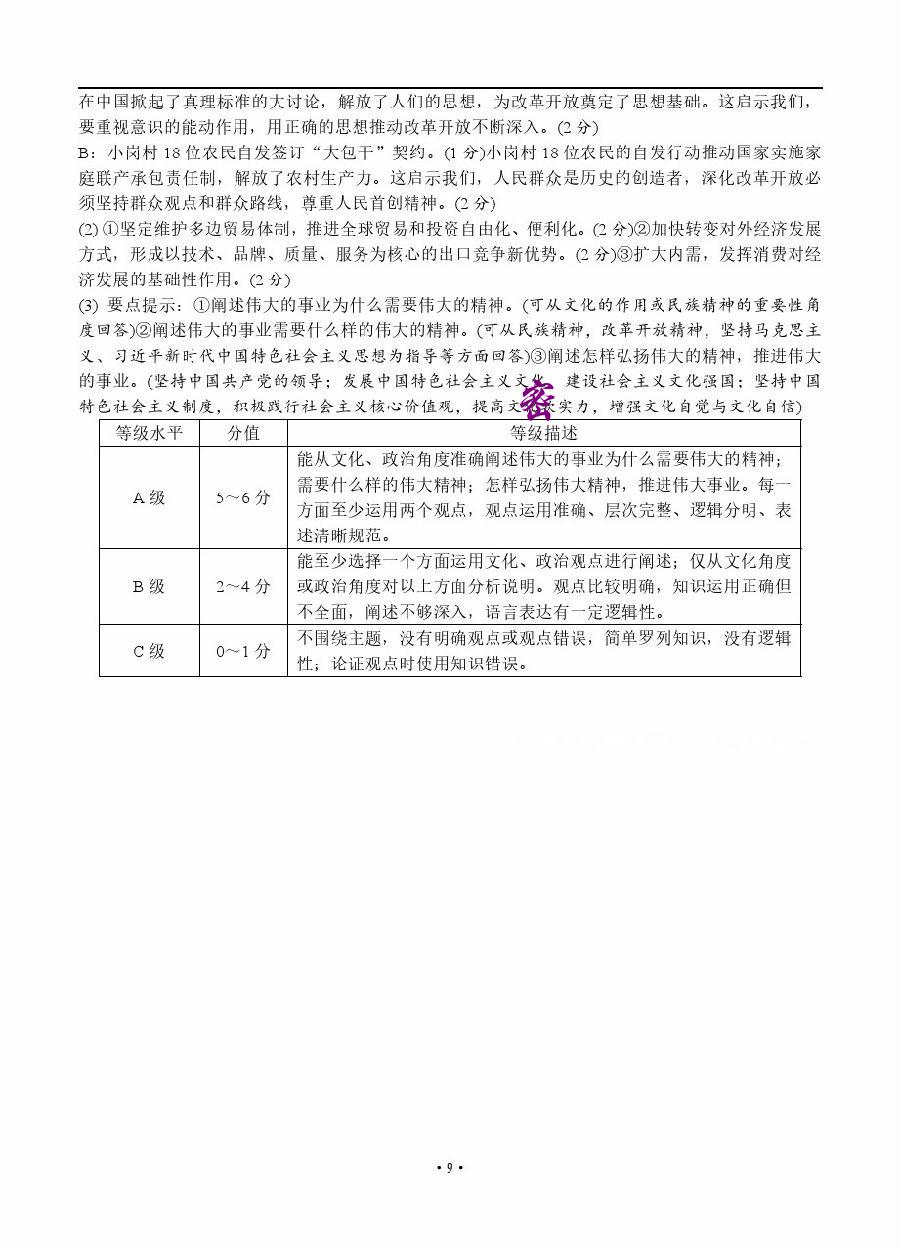 在中国掀起了真理标准的大讨论，解放了人们的思想，为改革开放奠定了思想基础。这启示我们，
要重视意识的能动作用，用正确的思想推动改革开放不断深入。(2 分)
B：小岗村 18 位农民自发签订“大包干”契约。(1 分)小岗村 18 位农民的自发行动推动国家实施家
庭联产承包责任制，解放了农村生产力。这启示我们，人民群众是历史的创造者，深化改革开放必
须坚持群众观点和群众路线，尊重人民首创精神。(2 分)
(2) ①坚定维护多边贸易体制，推进全球贸易和投资自由化、便利化。(2 分)②加快转变对外经济发展
方式，形成以技术、品牌、质量、服务为核心的出口竞争新优势。(2 分)③扩大内需，发挥消费对经
济发展的基础性作用。(2 分)
(3) 要点提示：①阐述伟大的事业为什么需要伟大的精神。(可从文化的作用或民族精神的重要性角
度回答)②阐述伟大的事业需要什么样的伟大的精神。(可从民族精神，改革开放精神，坚持马克思主
义、习近平新时代中国特色社会主义思想为指导等方面回答)③阐述怎样弘扬伟大的精神，推进伟大
的事业。(坚持中国共产党的领导；发展中国特色社会主义文化，建设社会主义文化强国；坚持中国
特色社会主义制度，积极践行社会主义核心价值观，提高文 实力，增强文化自觉与文化自信)
密
等级水平 分值 等级描述
能从文化、政治角度准确阐述伟大的事业为什么需要伟大的精神；
需要什么样的伟大精神；怎样弘扬伟大精神，推进伟大事业。每一
A 级 5～6 分
方面至少运用两个观点，观点运用准确、层次完整、逻辑分明、表
述清晰规范。
能至少选择一个方面运用文化、政治观点进行阐述；仅从文化角度
B 级 2～4 分 或政治角度对以上方面分析说明。观点比较明确，知识运用正确但
不全面，阐述不够深入，语言表达有一定逻辑性。
C 级 0～1 分 不围绕主题，没有明确观点或观点错误，简单罗列知识，没有逻辑
性；论证观点时使用知识错误。
·9·